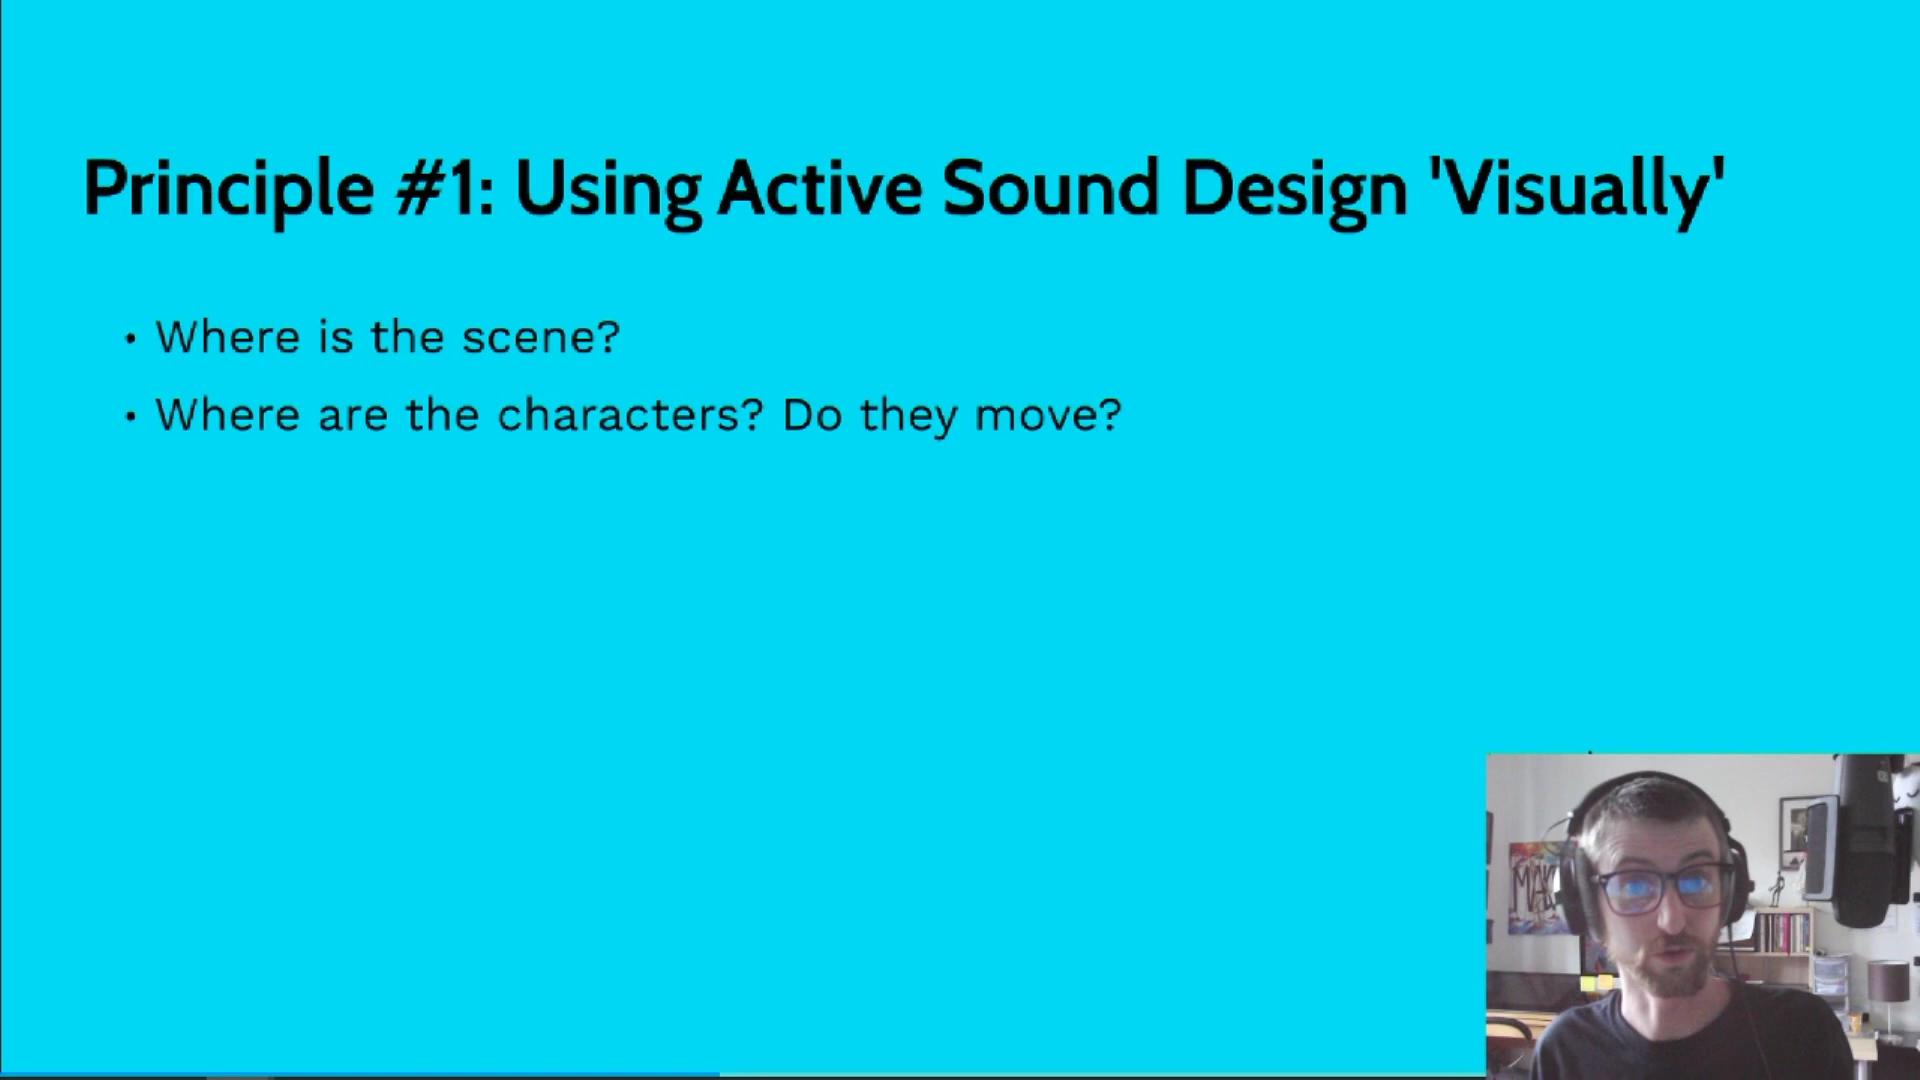 Principle #1: Using Active Sound Design 'Visually'
• Where is the scene?
• Where are the characters? Do they move?